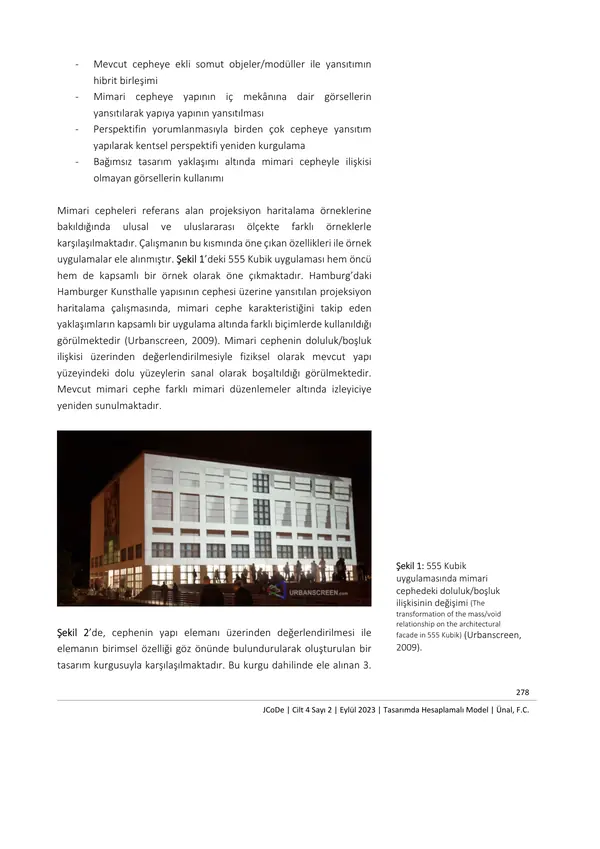 - Mevcut cepheye ekli somut objeler/modüller ile yansıtımın
hibrit birleşimi
- Mimari cepheye yapının iç mekânına dair görsellerin
yansıtılarak yapıya yapının yansıtılması
- Perspektifin yorumlanmasıyla birden çok cepheye yansıtım
yapılarak kentsel perspektifi yeniden kurgulama
- Bağımsız tasarım yaklaşımı altında mimari cepheyle ilişkisi
olmayan görsellerin kullanımı
Mimari cepheleri referans alan projeksiyon haritalama örneklerine
bakıldığında ulusal ve uluslararası ölçekte farklı örneklerle
karşılaşılmaktadır. Çalışmanın bu kısmında öne çıkan özellikleri ile örnek
uygulamalar ele alınmıştır. Şekil 1’deki 555 Kubik uygulaması hem öncü
hem de kapsamlı bir örnek olarak öne çıkmaktadır. Hamburg’daki
Hamburger Kunsthalle yapısının cephesi üzerine yansıtılan projeksiyon
haritalama çalışmasında, mimari cephe karakteristiğini takip eden
yaklaşımların kapsamlı bir uygulama altında farklı biçimlerde kullanıldığı
görülmektedir (Urbanscreen, 2009). Mimari cephenin doluluk/boşluk
ilişkisi üzerinden değerlendirilmesiyle fiziksel olarak mevcut yapı
yüzeyindeki dolu yüzeylerin sanal olarak boşaltıldığı görülmektedir.
Mevcut mimari cephe farklı mimari düzenlemeler altında izleyiciye
yeniden sunulmaktadır.
URBANSCREEN.com
Şekil 1: 555 Kubik
uygulamasında mimari
cephedeki doluluk/boşluk
ilişkisinin değişimi (The
transformation of the mass/void
relationship on the architectural
facade in 555 Kubik) (Urbanscreen,
2009).
Şekil 2’de, cephenin yapı elemanı üzerinden değerlendirilmesi ile
elemanın birimsel özelliği göz önünde bulundurularak oluşturulan bir
tasarım kurgusuyla karşılaşılmaktadır. Bu kurgu dahilinde ele alınan 3.
278
JCoDe | Cilt 4 Sayı 2 | Eylül 2023 | Tasarımda Hesaplamalı Model | Ünal, F.C.